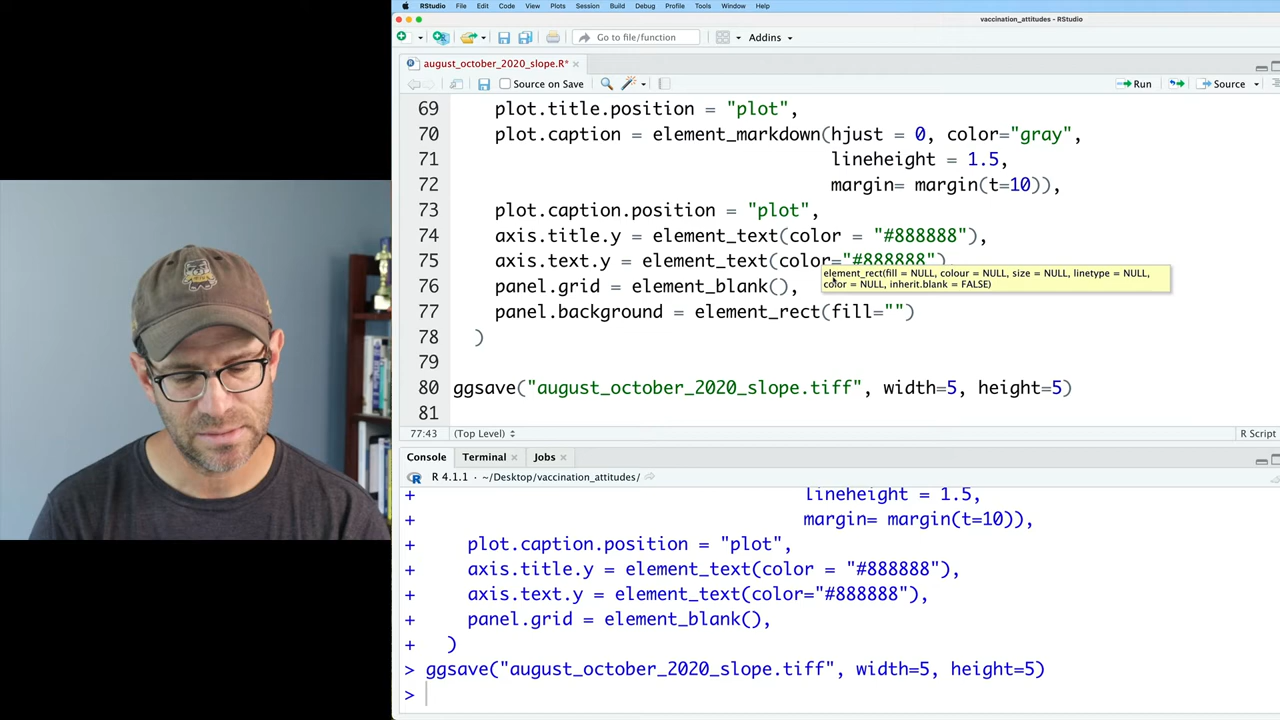 RStudio File Edit Code View Plots Session Build Debug Profile Tools Window Help
vaccination_attitudes - RStudio
Go to file/function Addins
august_october_2020_slope.R*
Source on Save Run Source
69 plot.title.position = "plot",
70 plot.caption = element_markdown(hjust = 0, color="gray",
71 lineheight = 1.5,
72 margin= margin(t=10)),
73 plot.caption.position = "plot",
74 axis.title.y = element_text(color = "#888888"),
75 axis.text.y = element_text(color="#888888"),
element_rect(fill = NULL, colour = NULL, size = NULL, linetype = NULL,
color = NULL, inherit.blank = FALSE)
76 panel.grid = element_blank(),
77 panel.background = element_rect(fill="")
78 )
79
80 ggsave("august_october_2020_slope.tiff", width=5, height=5)
81
77:43 (Top Level) R Script
Console Terminal Jobs
R 4.1.1 · ~/Desktop/vaccination_attitudes/
+ lineheight = 1.5,
+ margin= margin(t=10)),
+ plot.caption.position = "plot",
+ axis.title.y = element_text(color = "#888888"),
+ axis.text.y = element_text(color="#888888"),
+ panel.grid = element_blank(),
+ )
> ggsave("august_october_2020_slope.tiff", width=5, height=5)
>